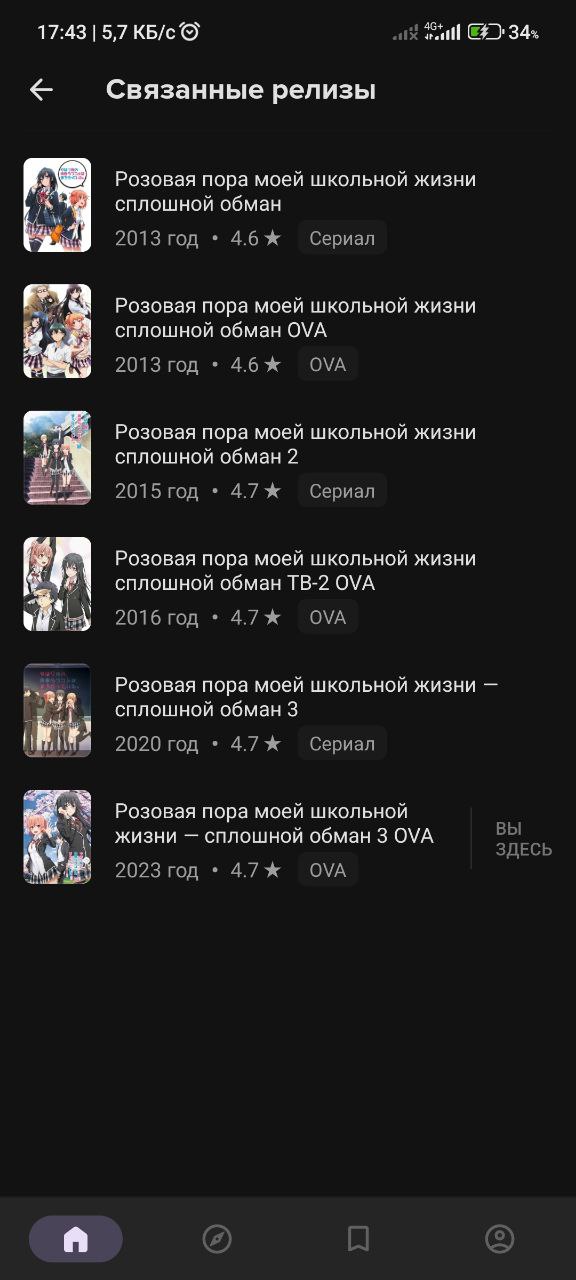 17:43 | 5,7 КБ/с 4G+ 34%
Связанные релизы
Розовая пора моей школьной жизни
сплошной обман
2013 год • 4.6 ★ Сериал
Розовая пора моей школьной жизни
сплошной обман OVA
2013 год • 4.6 ★ OVA
Розовая пора моей школьной жизни
сплошной обман 2
2015 год • 4.7 ★ Сериал
Розовая пора моей школьной жизни
сплошной обман ТВ-2 OVA
2016 год • 4.7 ★ OVA
Розовая пора моей школьной жизни —
сплошной обман 3
2020 год • 4.7 ★ Сериал
Розовая пора моей школьной
жизни — сплошной обман 3 OVA
2023 год • 4.7 ★ OVA
ВЫ
ЗДЕСЬ